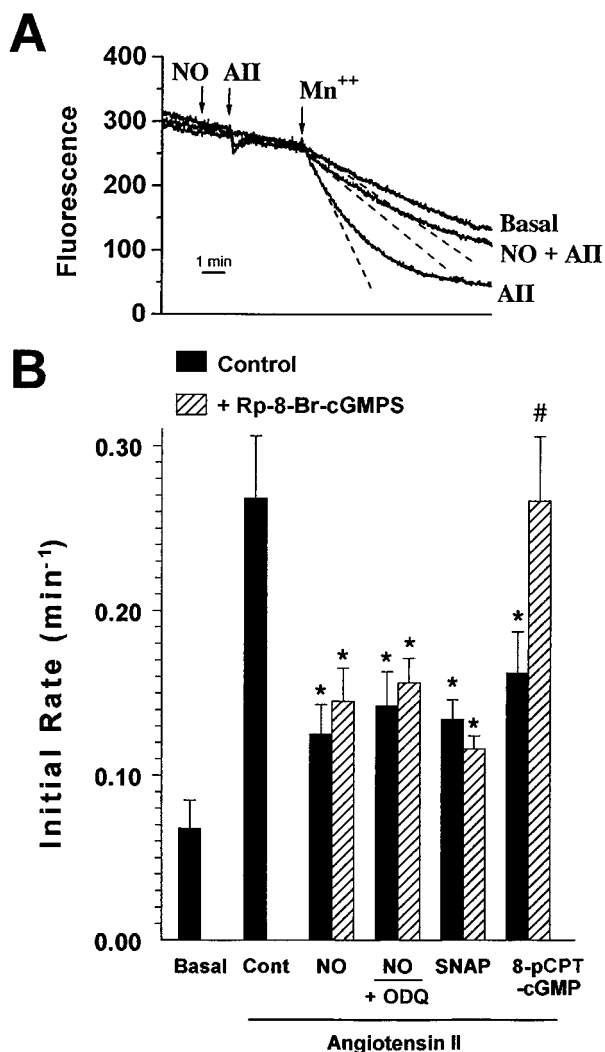 A
400
300
200
100
0
Fluorescence
NO
AII
Mn++
Basal
NO + AII
AII
1 min
B
Control
+ Rp-8-Br-cGMPS
0.30
0.20
0.10
0.00
Initial Rate (min-1)
*
*
*
*
*
*
*
#
Basal
Cont
NO
NO
+ ODQ
SNAP
8-pCPT
-cGMP
Angiotensin II